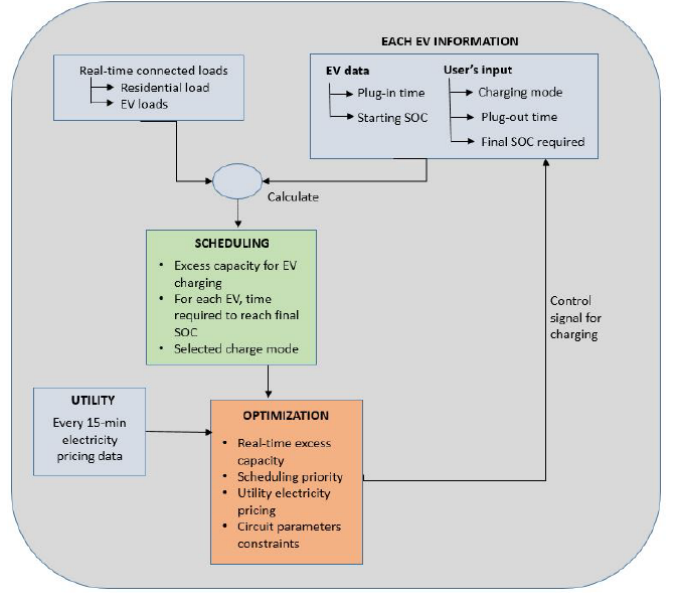 EACH EV INFORMATION
Real-time connected loads
Residential load
EV loads
EV data
Plug-in time
Starting SOC
User's input
Charging mode
Plug-out time
Final SOC required
Calculate
SCHEDULING
• Excess capacity for EV
charging
• For each EV, time
required to reach final
SOC
• Selected charge mode
Control
signal for
charging
UTILITY
Every 15-min
electricity
pricing data
OPTIMIZATION
• Real-time excess
capacity
• Scheduling priority
• Utility electricity
pricing
• Circuit parameters
constraints